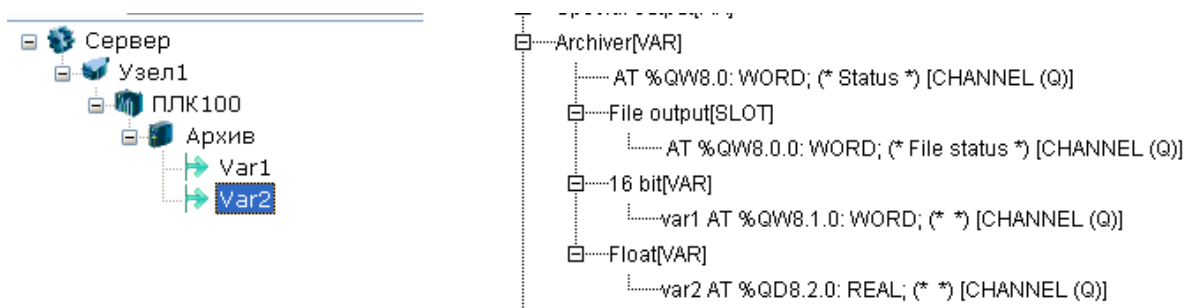 Сервер
Узел1
ПЛК100
Архив
Var1
Var2
Archiver[VAR]
AT %QW8.0: WORD; (* Status *) [CHANNEL (Q)]
File output[SLOT]
AT %QW8.0.0: WORD; (* File status *) [CHANNEL (Q)]
16 bit[VAR]
var1 AT %QW8.1.0: WORD; (* *) [CHANNEL (Q)]
Float[VAR]
var2 AT %QD8.2.0: REAL; (* *) [CHANNEL (Q)]